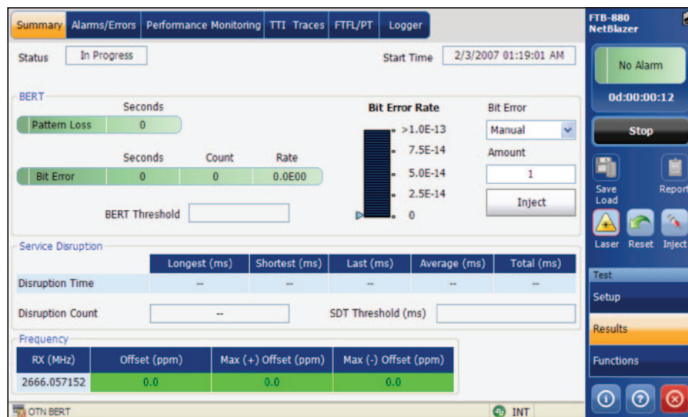 Summary Alarms/Errors Performance Monitoring TTI Traces FTFL/PT Logger
FTB-880
NetBlazer
Status In Progress Start Time 2/3/2007 01:19:01 AM
No Alarm
0d:00:00:12
Stop
BERT
Seconds
Pattern Loss 0
Seconds Count Rate
Bit Error 0 0 0.0E00
BERT Threshold
Bit Error Rate
>1.0E-13
7.5E-14
5.0E-14
2.5E-14
0
Bit Error
Manual
Amount
1
Inject
Save
Load
Report
Laser Reset Inject
Service Disruption
Longest (ms) Shortest (ms) Last (ms) Average (ms) Total (ms)
Disruption Time -- -- -- -- --
Disruption Count -- SDT Threshold (ms)
Test
Setup
Results
Functions
Frequency
RX (MHz) Offset (ppm) Max (+) Offset (ppm) Max (-) Offset (ppm)
2666.057152 0.0 0.0 0.0
OTN BERT INT